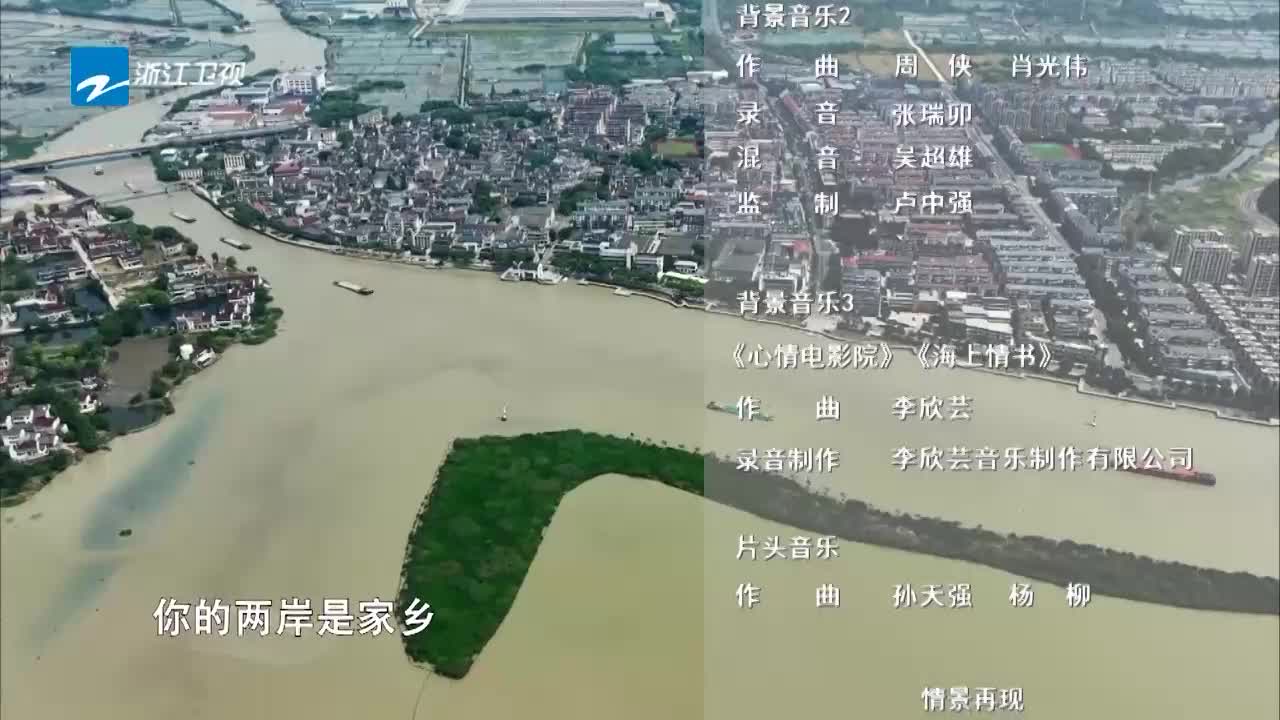 浙江卫视
背景音乐2
作 曲 周 侠 肖光伟
录 音 张瑞卯
混 音 吴超雄
监 制 卢中强
背景音乐3
《心情电影院》《海上情书》
作 曲 李欣芸
录音制作 李欣芸音乐制作有限公司
片头音乐
作 曲 孙天强 杨 柳
你的两岸是家乡
情景再现